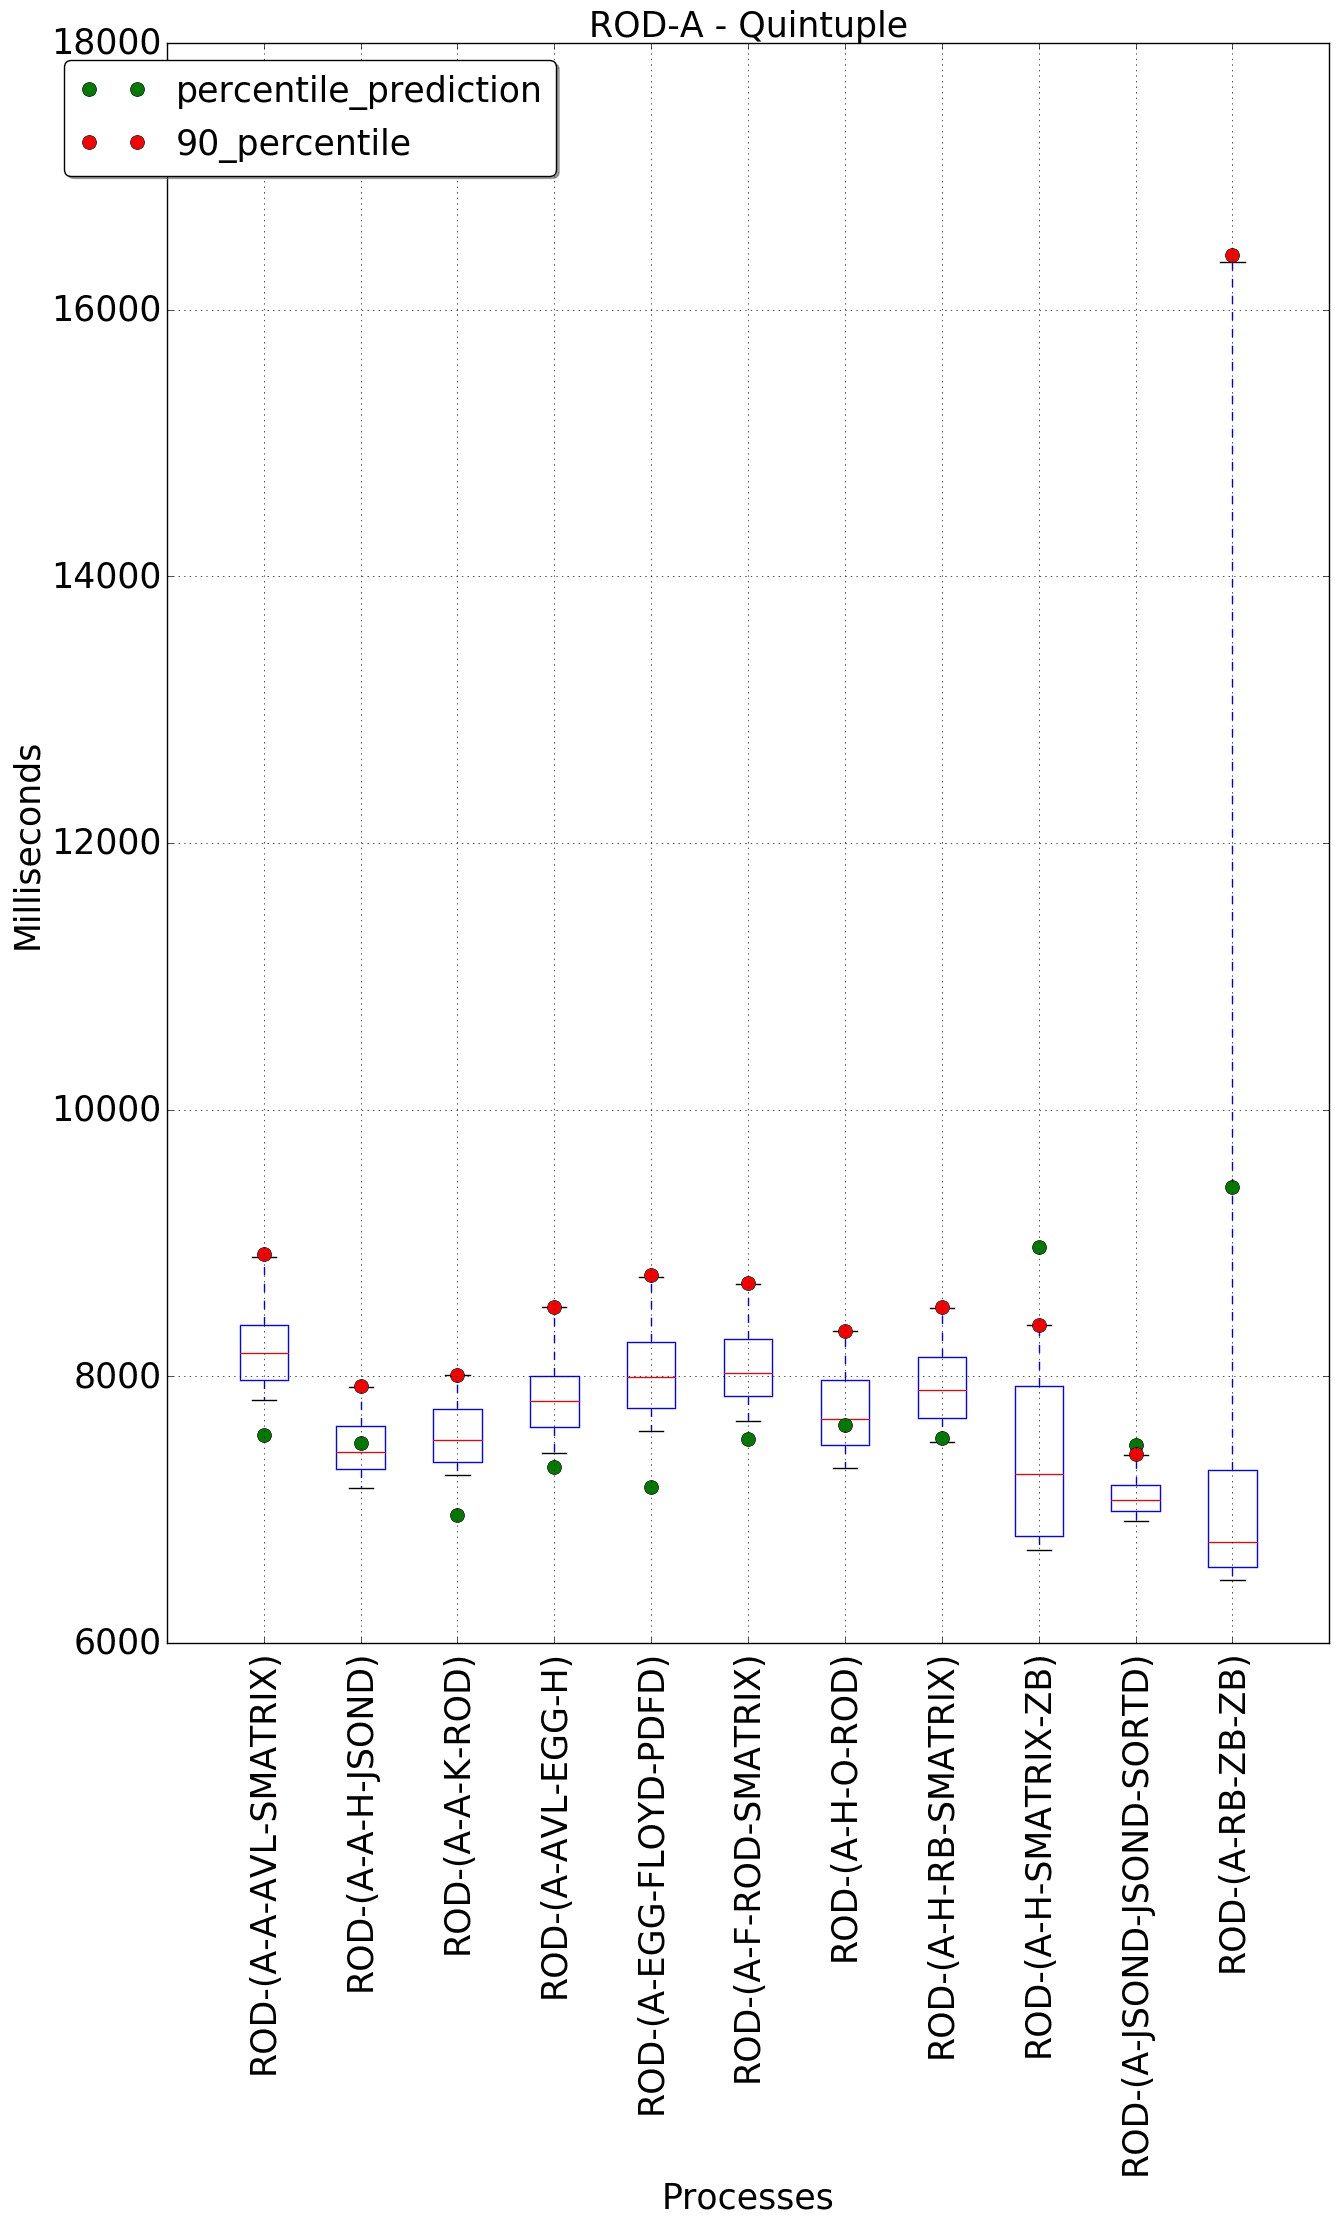 ROD-A - Quintuple
percentile_prediction
90_percentile
18000
16000
14000
12000
10000
8000
6000
Milliseconds
ROD-(A-A-AVL-SMATRIX)
ROD-(A-A-H-JSOND)
ROD-(A-A-K-ROD)
ROD-(A-AVL-EGG-H)
ROD-(A-EGG-FLOYD-PDFD)
ROD-(A-F-ROD-SMATRIX)
ROD-(A-H-O-ROD)
ROD-(A-H-RB-SMATRIX)
ROD-(A-H-SMATRIX-ZB)
ROD-(A-JSOND-JSOND-SORTD)
ROD-(A-RB-ZB-ZB)
Processes